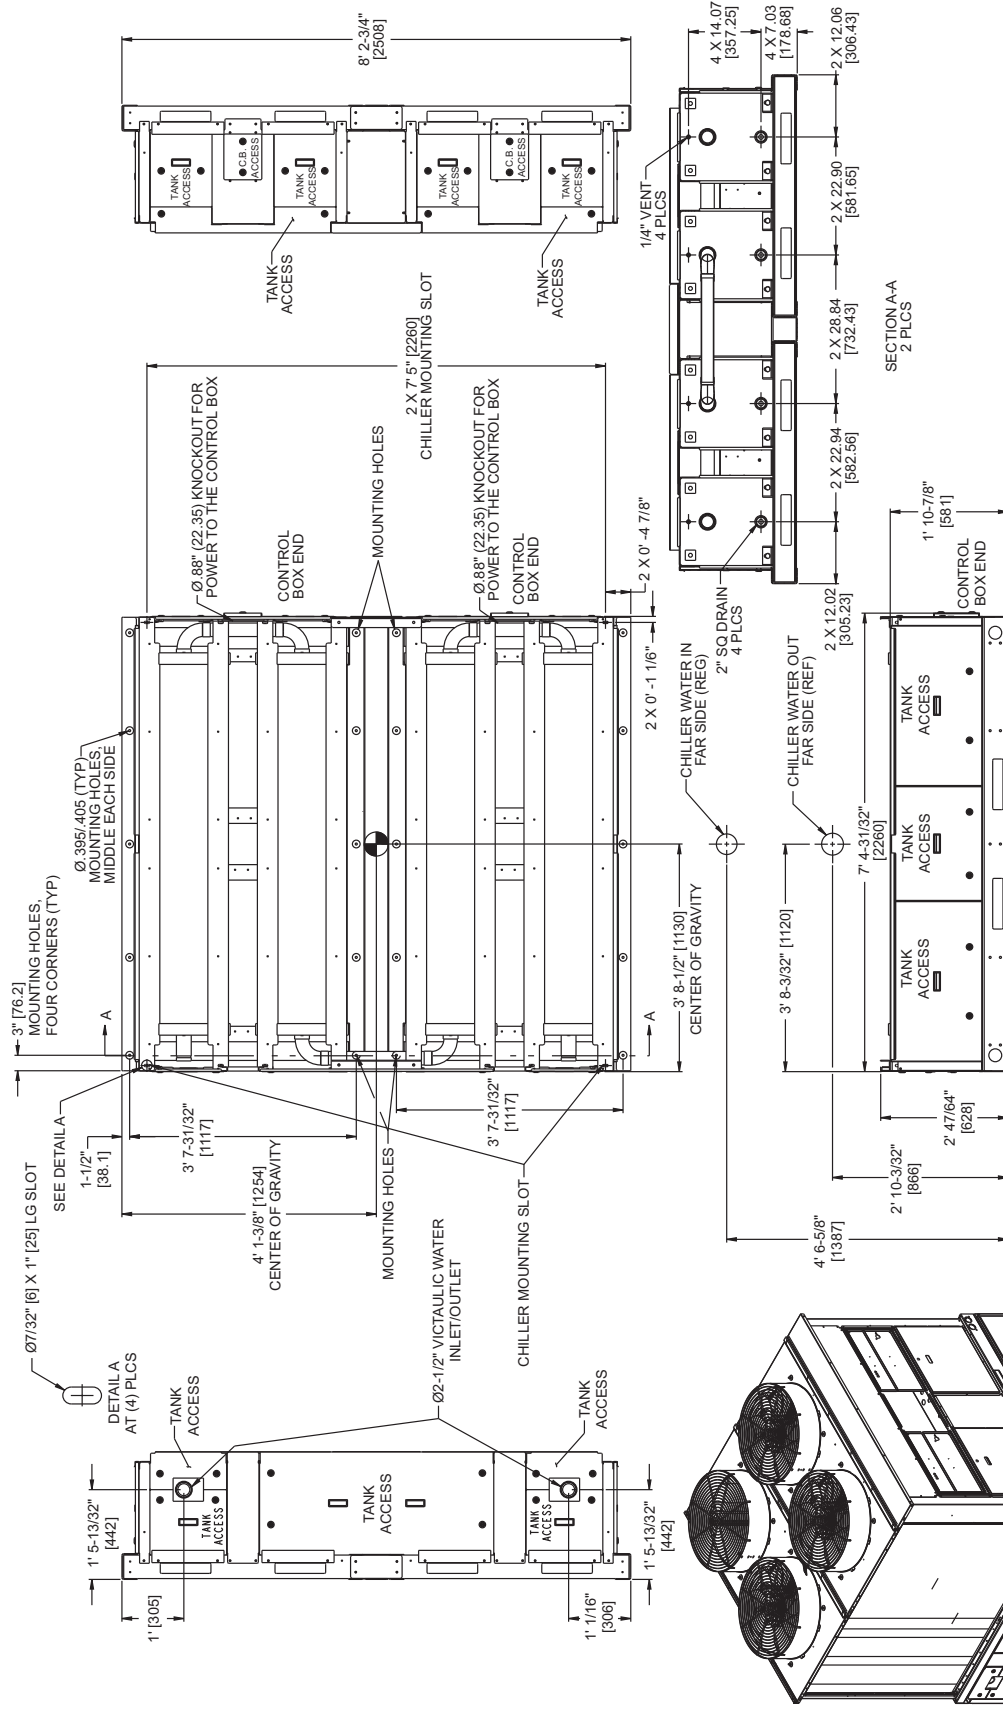 Ø7/32" [6] X 1" [25] LG SLOT
DETAIL A
AT (4) PLCS
TANK
ACCESS
1' 5-13/32"
[442]
1' [305]
TANK
ACCESS
TANK
ACCESS
TANK
ACCESS
Ø2-1/2" VICTAULIC WATER
INLET/OUTLET
TANK
ACCESS
1' 5-13/32"
[442]
1' 1/16"
[306]
3" [76.2]
MOUNTING HOLES,
FOUR CORNERS (TYP)
SEE DETAIL A
1-1/2"
[38.1]
3' 7-31/32"
[1117]
4' 1-3/8" [1254]
CENTER OF GRAVITY
MOUNTING HOLES
3' 7-31/32"
[1117]
CHILLER MOUNTING SLOT
A
A
Ø.395/.405 (TYP)
MOUNTING HOLES,
MIDDLE EACH SIDE
Ø.88" (22.35) KNOCKOUT FOR
POWER TO THE CONTROL BOX
CONTROL
BOX END
MOUNTING HOLES
Ø.88" (22.35) KNOCKOUT FOR
POWER TO THE CONTROL BOX
CONTROL
BOX END
2 X 7' 5" [2260]
CHILLER MOUNTING SLOT
2 X 0' -4 7/8"
2 X 0' -1 1/6"
3' 8-1/2" [1130]
CENTER OF GRAVITY
8' 2-3/4"
[2508]
TANK
ACCESS
C.B.
ACCESS
TANK
ACCESS
TANK
ACCESS
TANK
ACCESS
C.B.
ACCESS
TANK
ACCESS
TANK
ACCESS
CHILLER WATER IN
FAR SIDE (REG)
CHILLER WATER OUT
FAR SIDE (REF)
3' 8-3/32" [1120]
7' 4-31/32"
[2260]
TANK
ACCESS
TANK
ACCESS
TANK
ACCESS
CONTROL
BOX END
1' 10-7/8"
[581]
2' 47/64"
[628]
2' 10-3/32"
[866]
4' 6-5/8"
[1387]
1/4" VENT
4 PLCS
2" SQ DRAIN
4 PLCS
4 X 14.07
[357.25]
4 X 7.03
[178.68]
2 X 12.06
[306.43]
2 X 22.90
[581.65]
2 X 28.84
[732.43]
2 X 22.94
[582.56]
2 X 12.02
[305.23]
SECTION A-A
2 PLCS